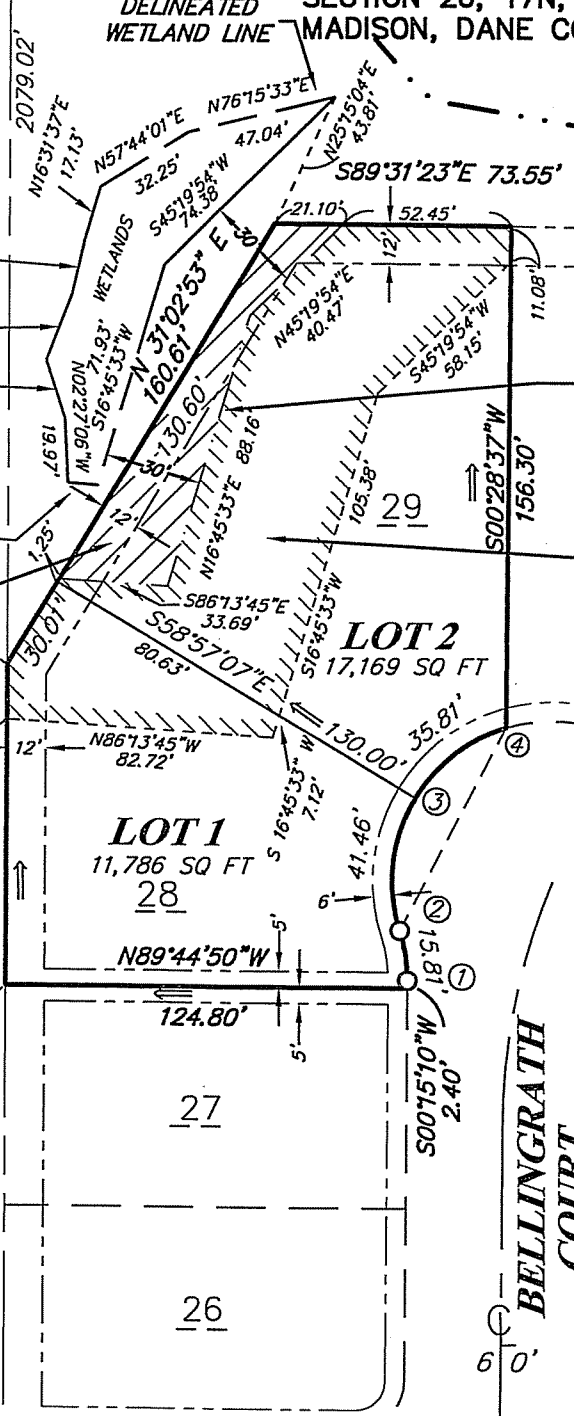 DELINEATED
WETLAND LINE
MADISON, DANE CO
2079.02'
N16°31'37"E
17.13'
N57°44'01"E
32.25'
N76°15'33"E
47.04'
S45°19'54"W
74.38'
N25°15'04"E
43.81'
S89°31'23"E 73.55'
21.10'
52.45'
12'
11.08'
WETLANDS
30'
N 31°02'53" E
160.61'
N45°19'54"E
40.47'
S45°19'54"W
58.15'
71.93'
S16°45'33"W
N02°27'06"W
19.97'
130.60'
30'
88.16'
N16°45'33"E
105.38'
S16°45'33"W
29
S00°28'37"W
156.30'
12'
1.25'
30.01'
S86°13'45"E
33.69'
S58°57'07"E
80.63'
130.00'
LOT 2
17,169 SQ FT
35.81'
4
12'
N86°13'45"W
82.72'
S 16°45'33" W
7.12'
3
41.46'
LOT 1
11,786 SQ FT
28
6'
2
15.81'
1
N89°44'50"W
5'
124.80'
5'
S00°15'10"W
2.40'
27
26
BELLINGRATH
COURT
60'